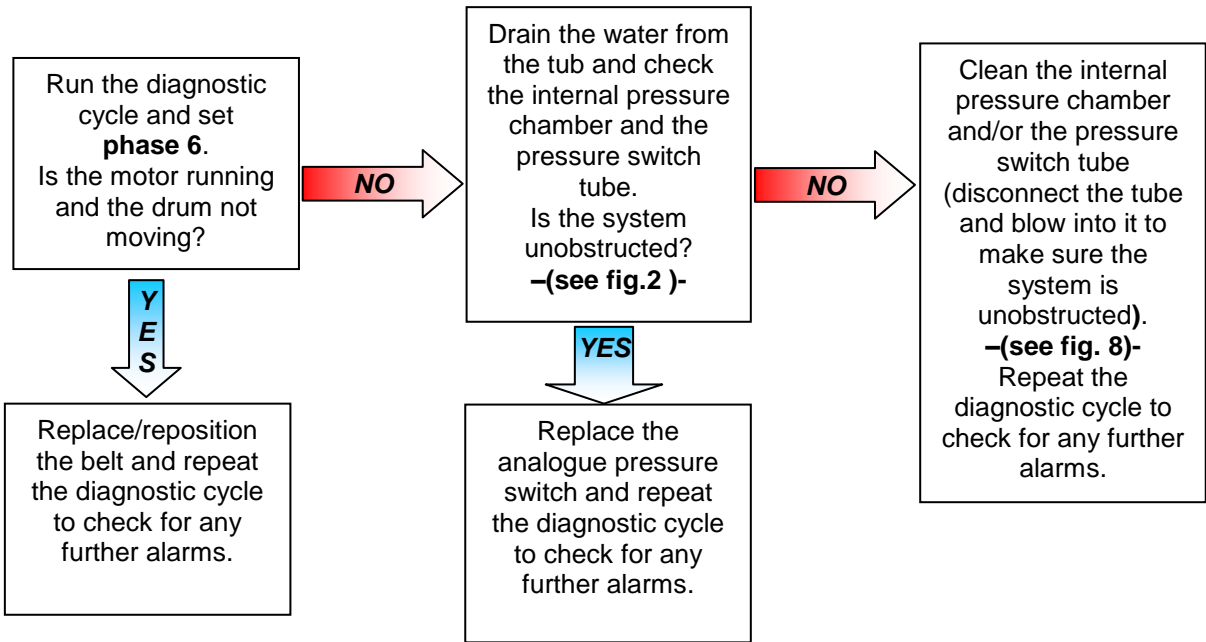 Run the diagnostic
cycle and set
phase 6.
Is the motor running
and the drum not
moving?
NO
Drain the water from
the tub and check
the internal pressure
chamber and the
pressure switch
tube.
Is the system
unobstructed?
–(see fig.2 )-
NO
Clean the internal
pressure chamber
and/or the pressure
switch tube
(disconnect the tube
and blow into it to
make sure the
system is
unobstructed).
–(see fig. 8)-
Repeat the
diagnostic cycle to
check for any further
alarms.
Y
E
S
YES
Replace/reposition
the belt and repeat
the diagnostic cycle
to check for any
further alarms.
Replace the
analogue pressure
switch and repeat
the diagnostic cycle
to check for any
further alarms.